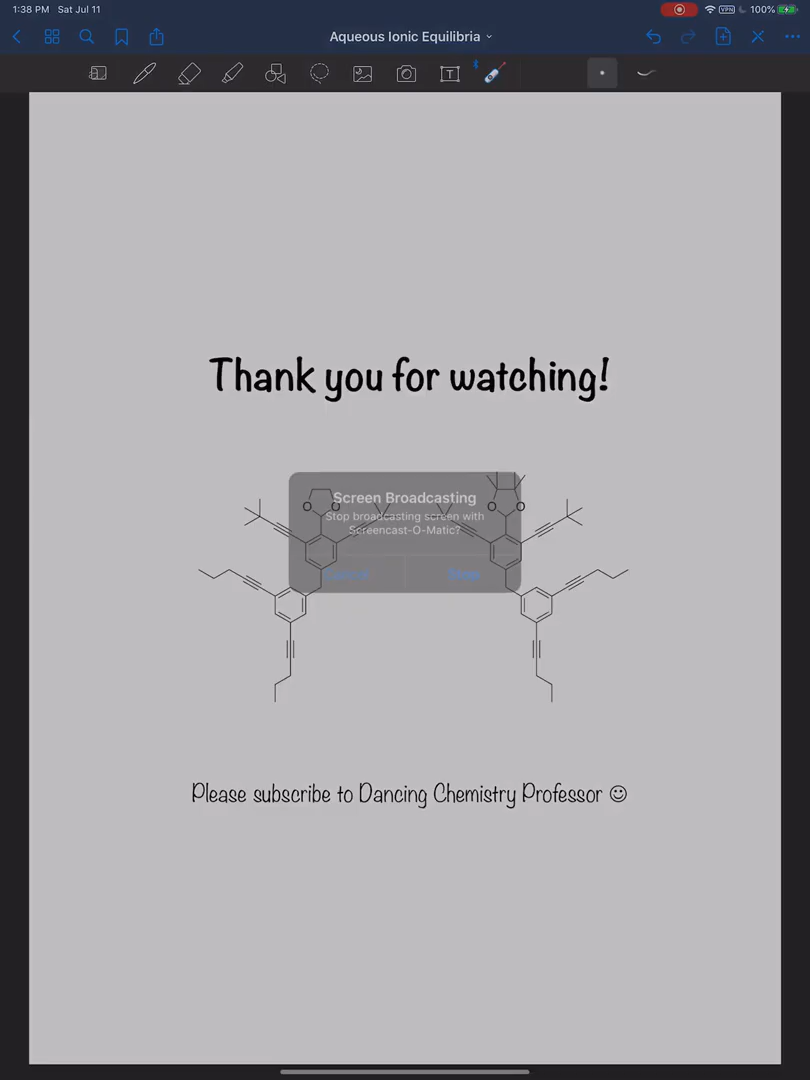 1:38 PM Sat Jul 11
VPN 100%
Aqueous Ionic Equilibria
T
Thank you for watching!
Screen Broadcasting
Stop broadcasting screen with
Screencast-O-Matic?
Cancel Stop
O O O O
Please subscribe to Dancing Chemistry Professor ☺